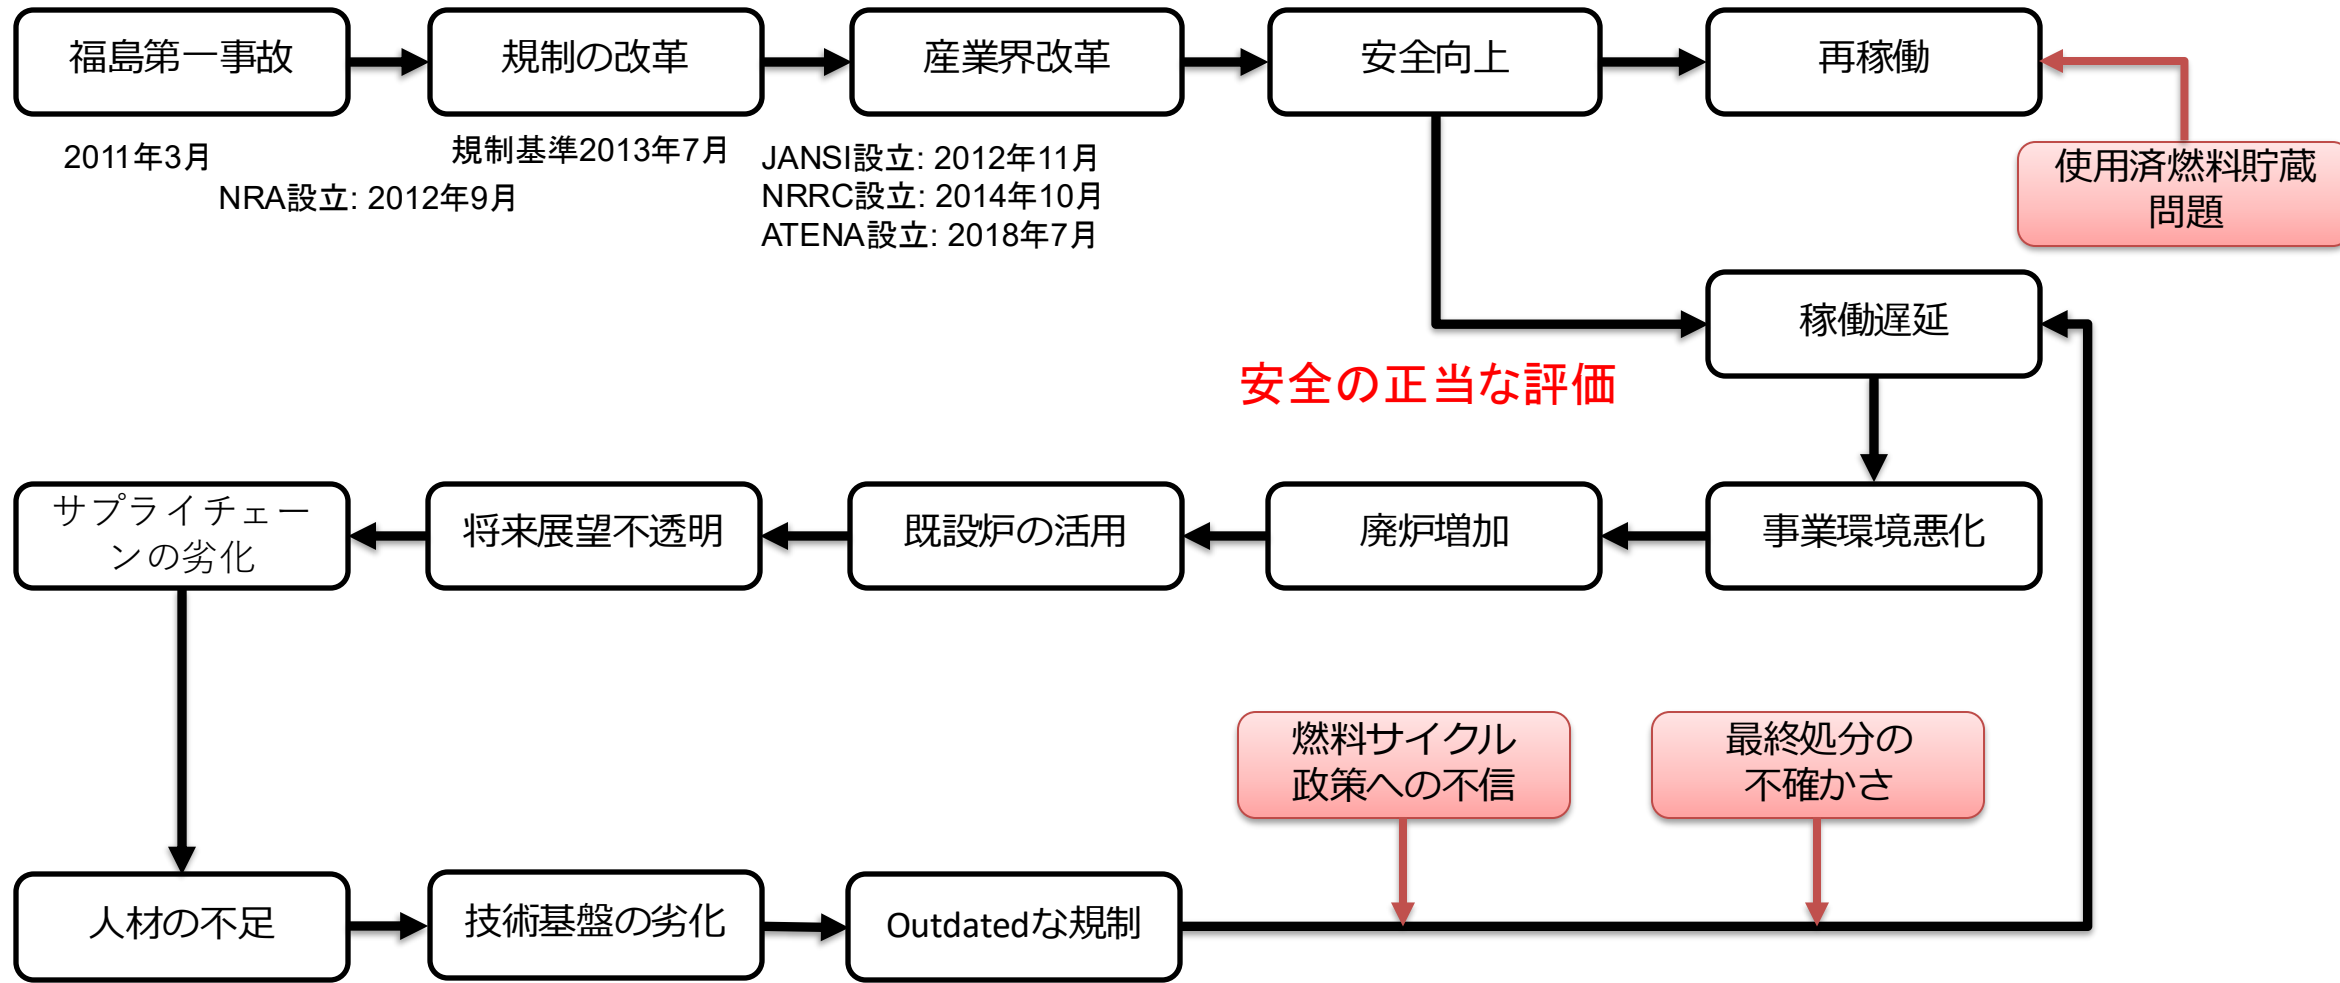 福島第一事故
規制の改革
産業界改革
安全向上
再稼働
2011年3月
規制基準2013年7月
NRA設立: 2012年9月
JANSI設立: 2012年11月
NRRC設立: 2014年10月
ATENA設立: 2018年7月
使用済燃料貯蔵
問題
稼働遅延
安全の正当な評価
サプライチェー
ンの劣化
将来展望不透明
既設炉の活用
廃炉増加
事業環境悪化
燃料サイクル
政策への不信
最終処分の
不確かさ
人材の不足
技術基盤の劣化
Outdatedな規制